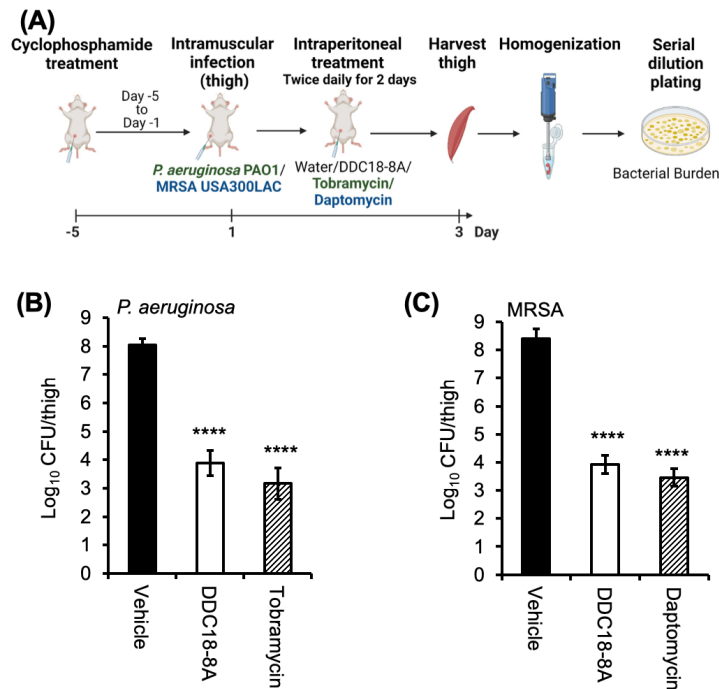 (A)
Cyclophosphamide
treatment
Day -5
to
Day -1
Intramuscular
infection
(thigh)
P. aeruginosa PAO1/
MRSA USA300LAC
Intraperitoneal
treatment
Twice daily for 2 days
Water/DDC18-8A/
Tobramycin/
Daptomycin
Harvest
thigh
Homogenization
Serial
dilution
plating
Bacterial Burden
-5
1
3
Day
(B)
P. aeruginosa
Log10 CFU/thigh
9
8
7
6
5
4
3
2
1
0
****
****
Vehicle
DDC18-8A
Tobramycin
(C)
MRSA
Log10 CFU/thigh
9
8
7
6
5
4
3
2
1
0
****
****
Vehicle
DDC18-8A
Daptomycin